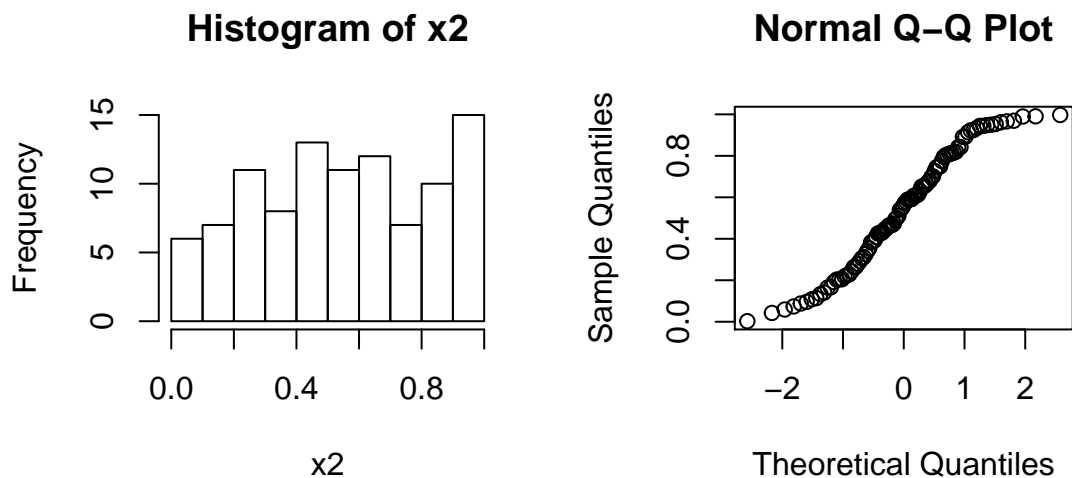 Histogram of x2
Frequency
0
5
10
15
0.0
0.4
0.8
x2
Normal Q−Q Plot
Sample Quantiles
0.0
0.4
0.8
−2
0
1
2
Theoretical Quantiles